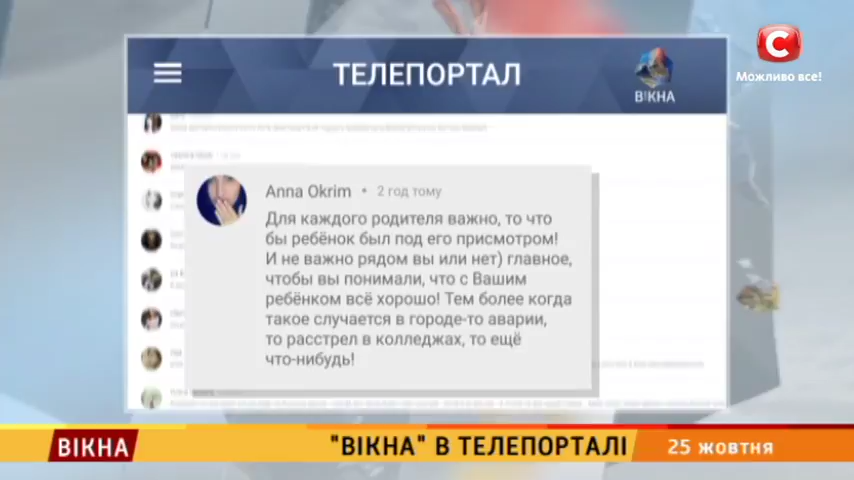 С
Можливо все!
ТЕЛЕПОРТАЛ
ВІКНА
Anna Okrim • 2 год тому
Для каждого родителя важно, то что
бы ребёнок был под его присмотром!
И не важно рядом вы или нет) главное,
чтобы вы понимали, что с Вашим
ребёнком всё хорошо! Тем более когда
такое случается в городе-то аварии,
то расстрел в колледжах, то ещё
что-нибудь!
ВІКНА
"ВІКНА" В ТЕЛЕПОРТАЛІ
25 жовтня